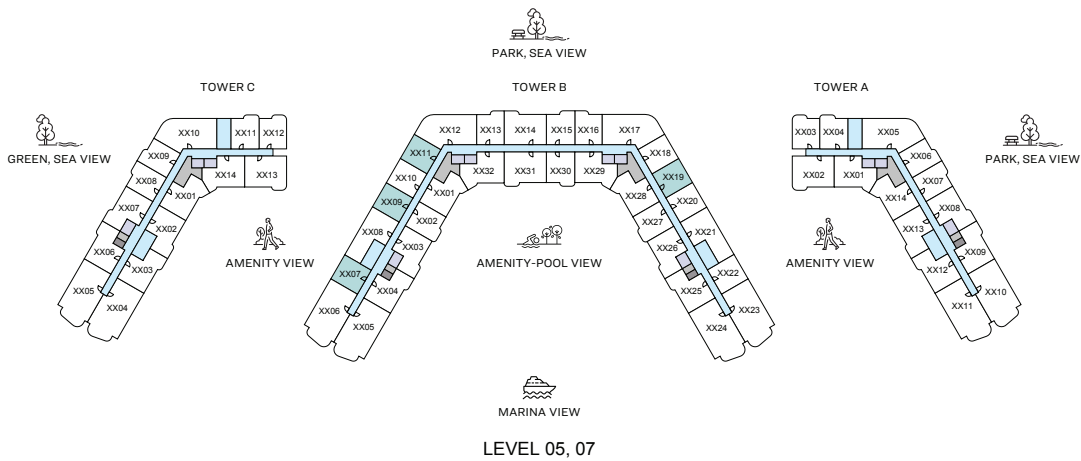 PARK, SEA VIEW
TOWER C
TOWER B
TOWER A
GREEN, SEA VIEW
PARK, SEA VIEW
XX10
XX11
XX12
XX09
XX08
XX07
XX06
XX05
XX04
XX03
XX02
XX01
XX14
XX13
AMENITY VIEW
XX12
XX13
XX14
XX15
XX16
XX17
XX11
XX10
XX09
XX08
XX07
XX06
XX05
XX04
XX03
XX02
XX01
XX32
XX31
XX30
XX29
XX28
XX27
XX26
XX25
XX24
XX18
XX19
XX20
XX21
XX22
XX23
AMENITY-POOL VIEW
XX03
XX04
XX05
XX02
XX01
XX06
XX07
XX08
XX09
XX10
XX14
XX13
XX12
XX11
AMENITY VIEW
MARINA VIEW
LEVEL 05, 07